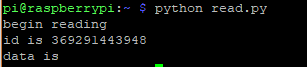 pi@raspberrypi:~ $ python read.py
begin reading
id is 369291443948
data is